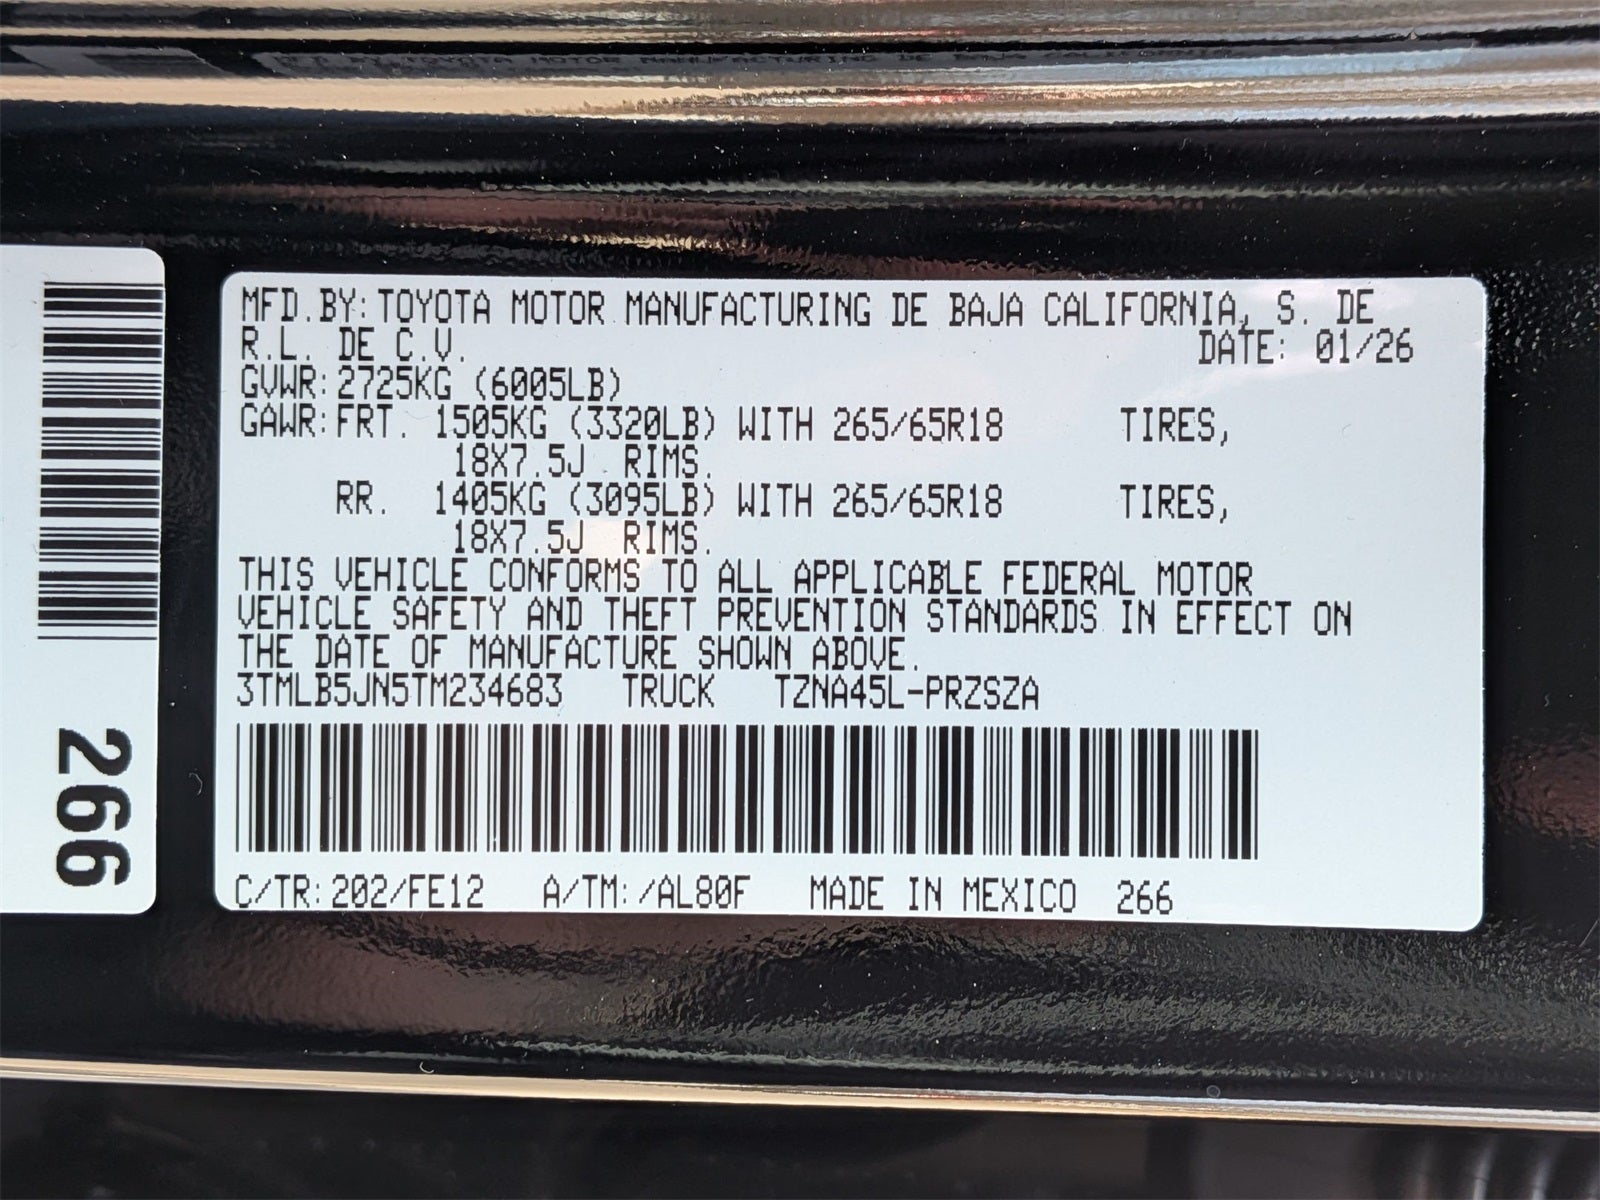 MFD.BY:TOYOTA MOTOR MANUFACTURING DE BAJA CALIFORNIA, S. DE
R.L. DE C.V. DATE: 01/26
GVWR:2725KG (6005LB)
GAWR:FRT. 1505KG (3320LB) WITH 265/65R18 TIRES,
18X7.5J RIMS.
RR. 1405KG (3095LB) WITH 265/65R18 TIRES,
18X7.5J RIMS.
THIS VEHICLE CONFORMS TO ALL APPLICABLE FEDERAL MOTOR
VEHICLE SAFETY AND THEFT PREVENTION STANDARDS IN EFFECT ON
THE DATE OF MANUFACTURE SHOWN ABOVE.
3TMLB5JN5TM234683 TRUCK TZNA45L-PRZSZA
C/TR:202/FE12 A/TM:/AL80F MADE IN MEXICO 266
266